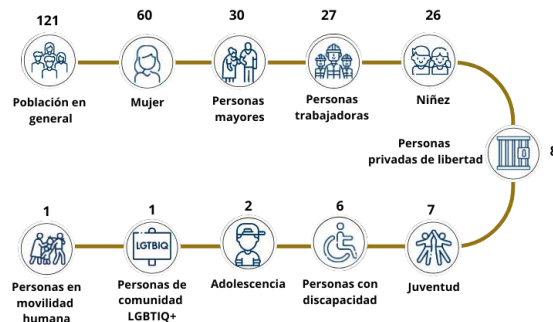 121
60
30
27
26
Población en
general
Mujer
Personas
mayores
Personas
trabajadoras
Niñez
Personas
privadas de libertad
8
1
1
2
6
7
LGTBIQ
Personas en
movilidad
humana
Personas de
comunidad
LGBTIQ+
Adolescencia
Personas con
discapacidad
Juventud